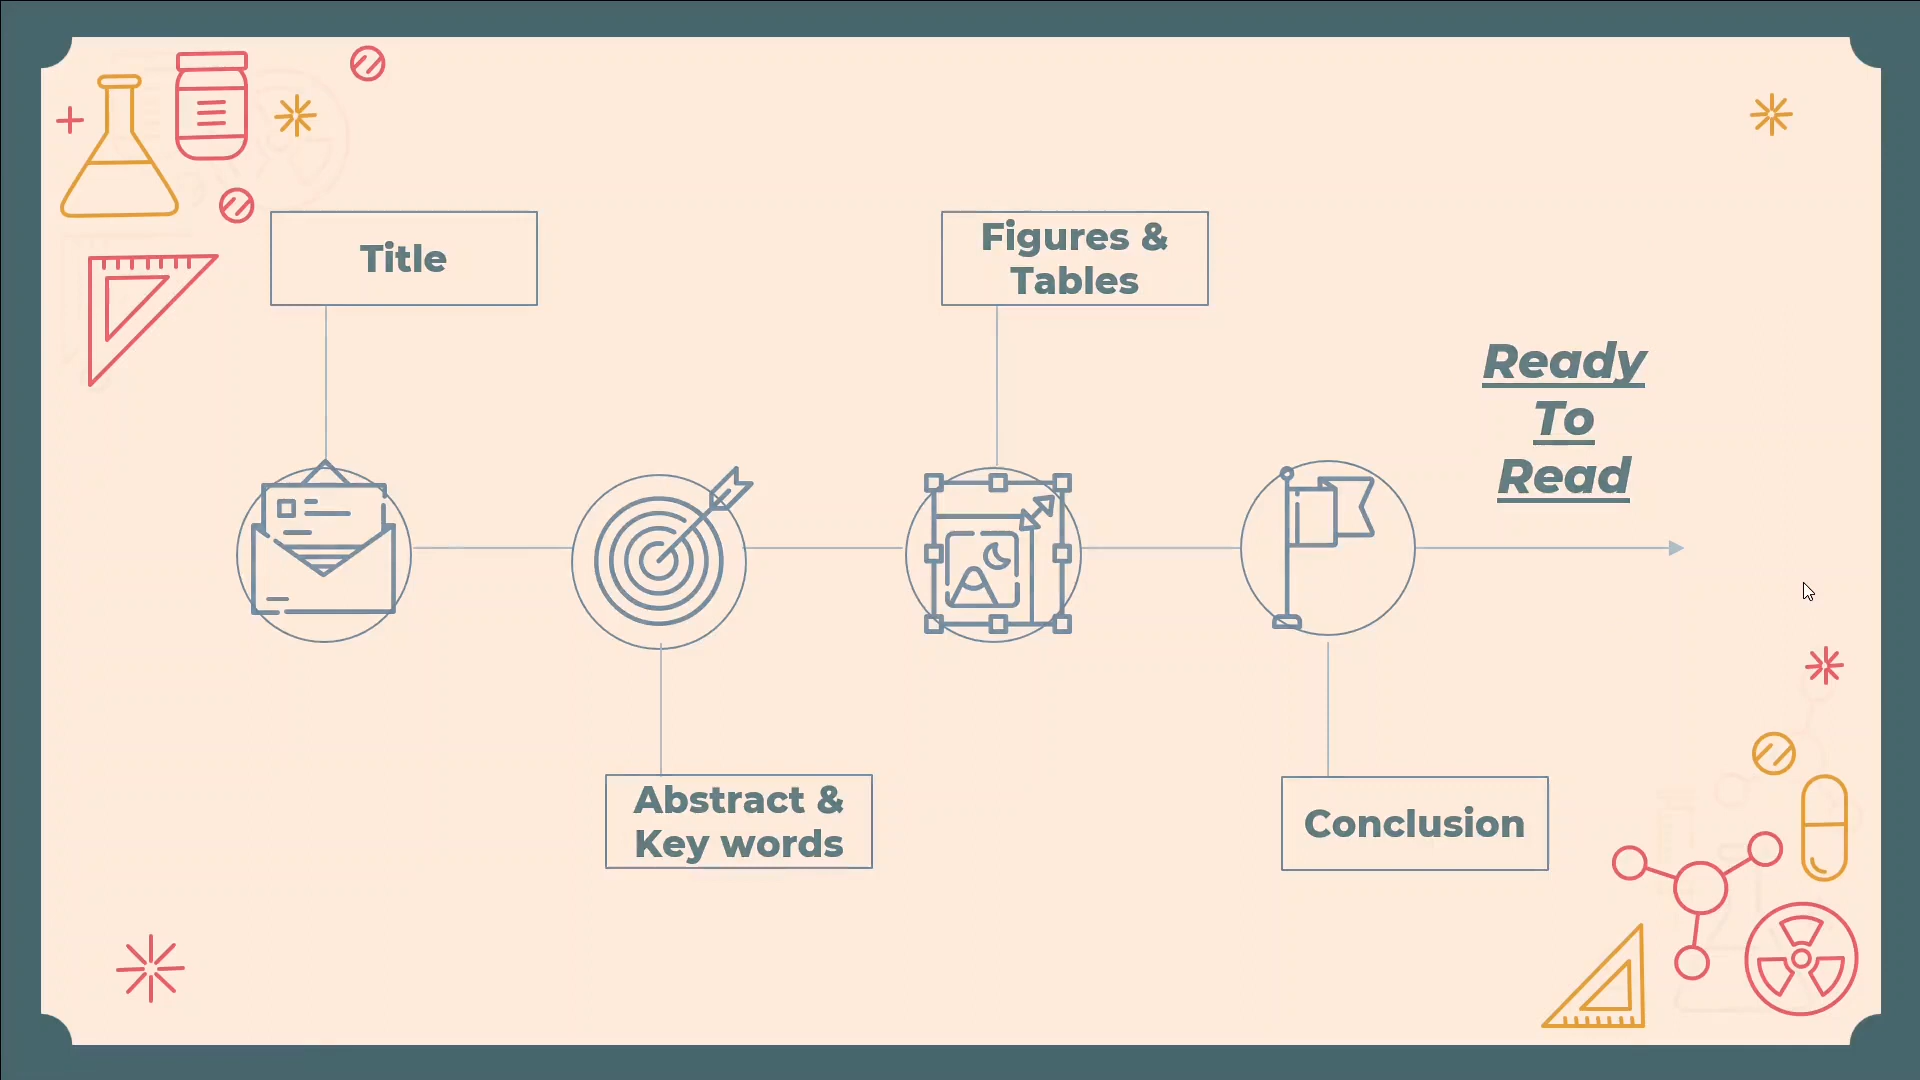 Title
Figures &
Tables
Ready
To
Read
Abstract &
Key words
Conclusion